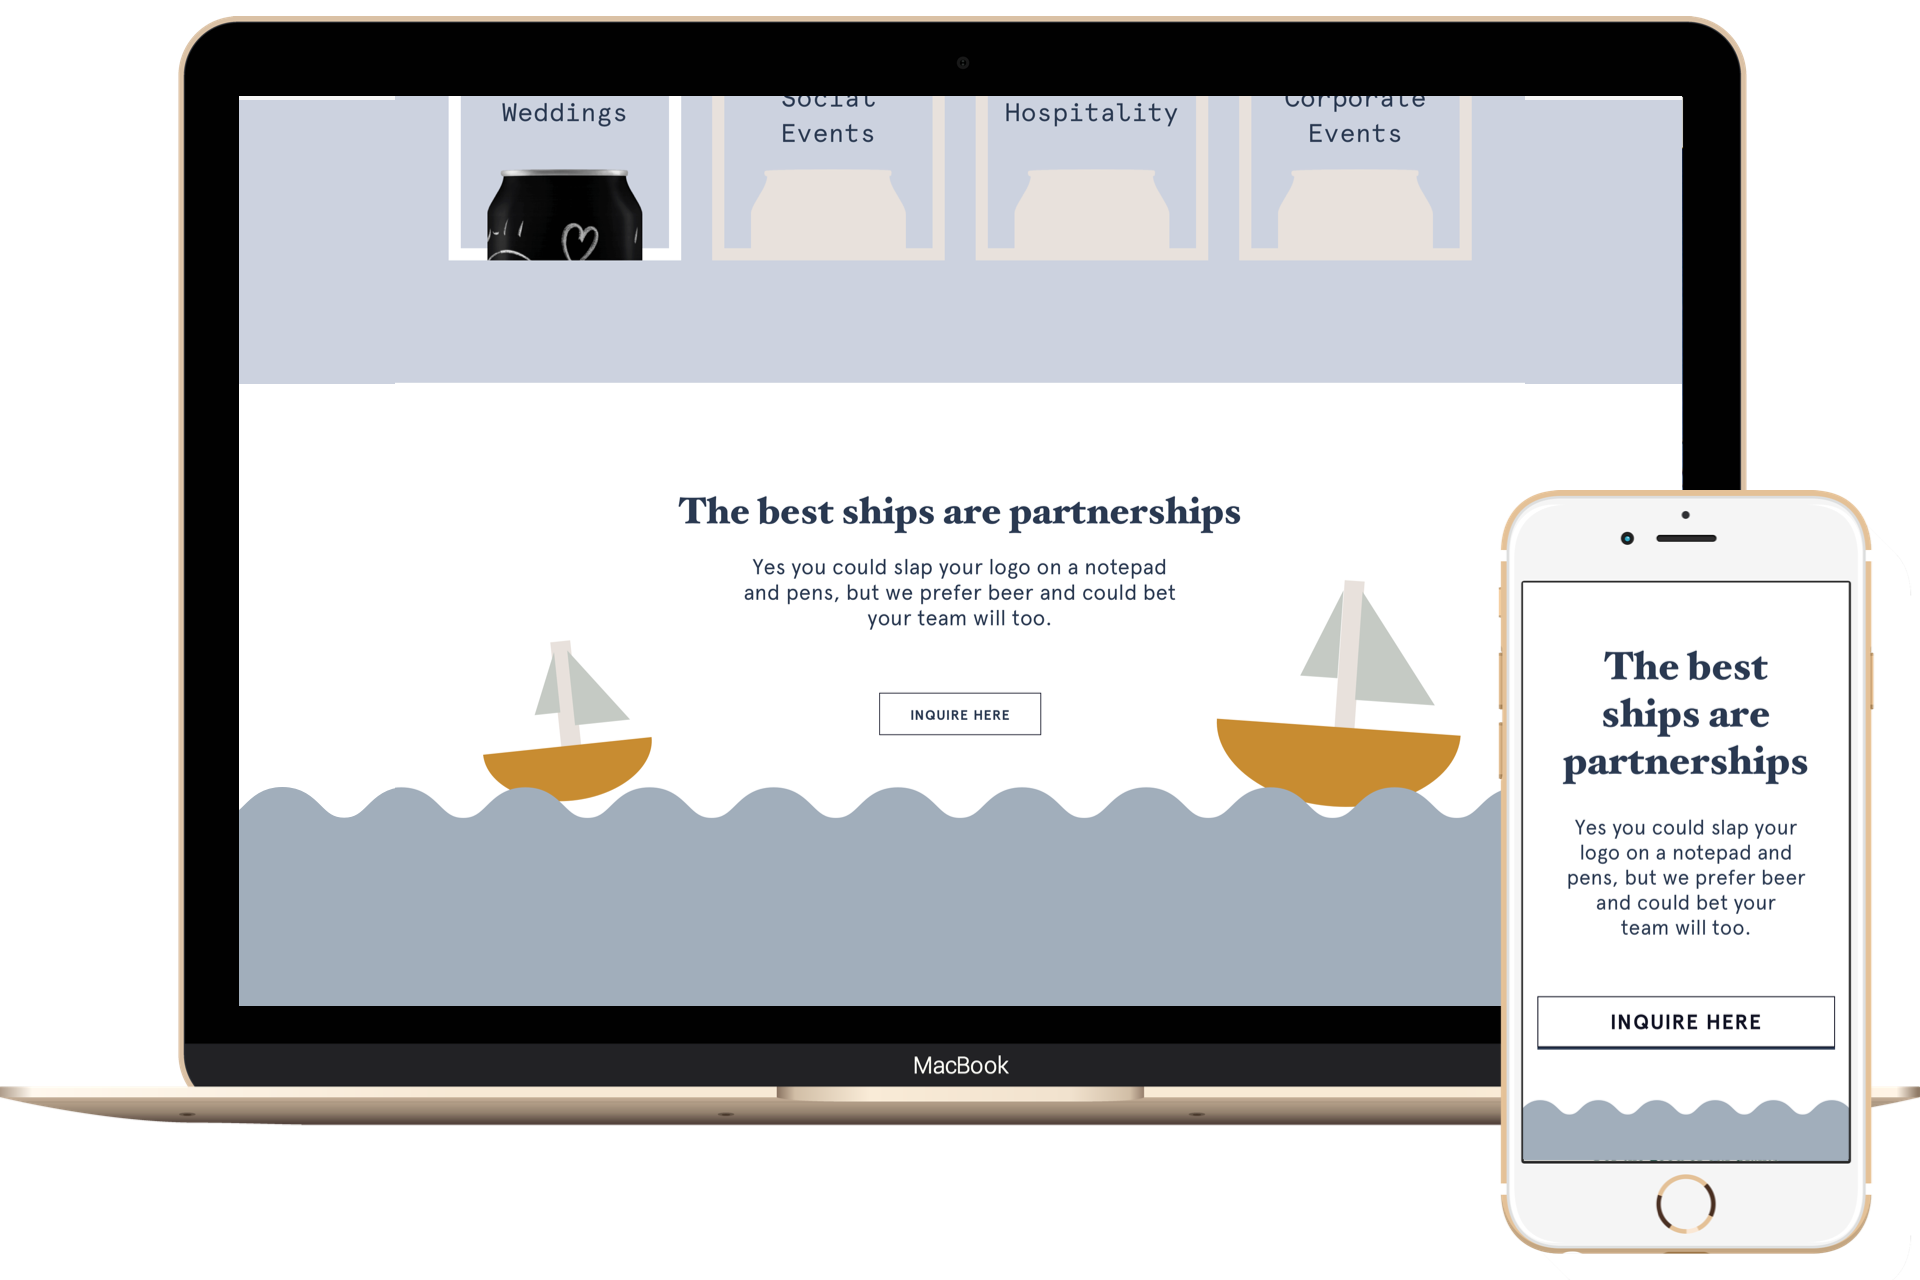 Weddings
Social
Events
Hospitality
Corporate
Events
The best ships are partnerships
Yes you could slap your logo on a notepad
and pens, but we prefer beer and could bet
your team will too.
INQUIRE HERE
MacBook
The best
ships are
partnerships
Yes you could slap your
logo on a notepad and
pens, but we prefer beer
and could bet your
team will too.
INQUIRE HERE